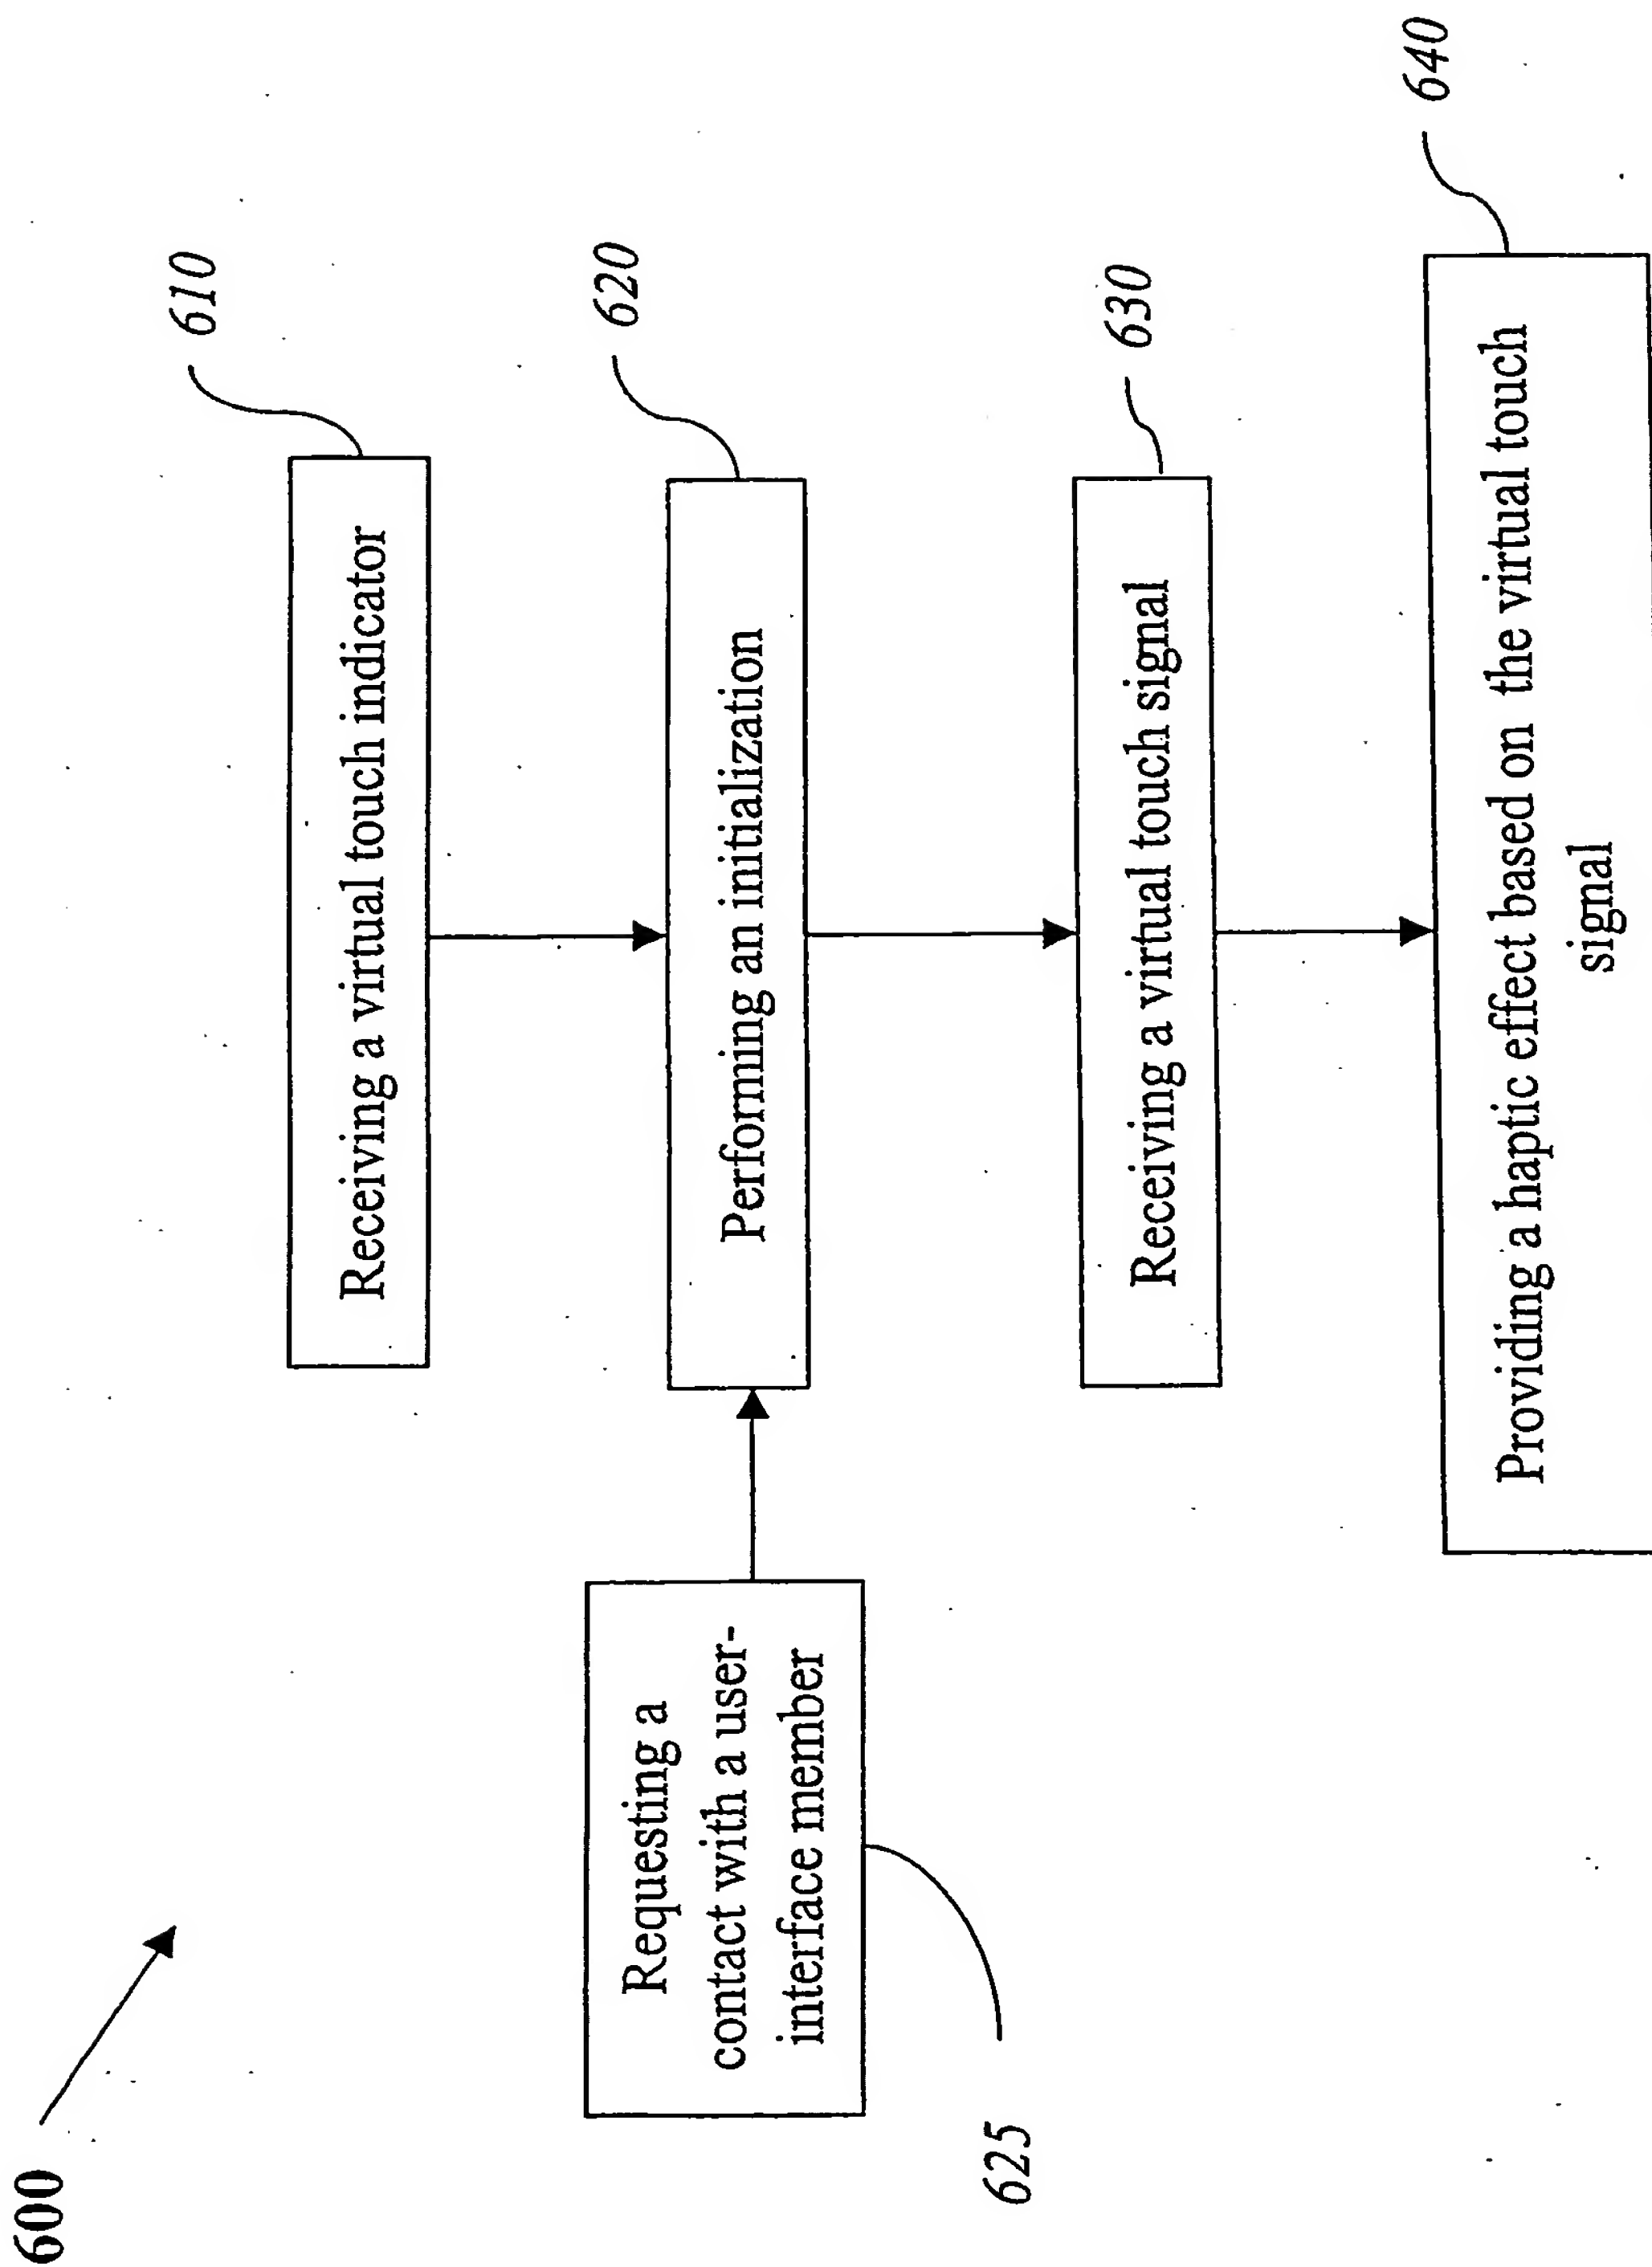 600
610
Receiving a virtual touch indicator
620
Performing an initialization
Requesting a
contact with a user-
interface member
625
630
Receiving a virtual touch signal
640
Providing a haptic effect based on the virtual touch
signal